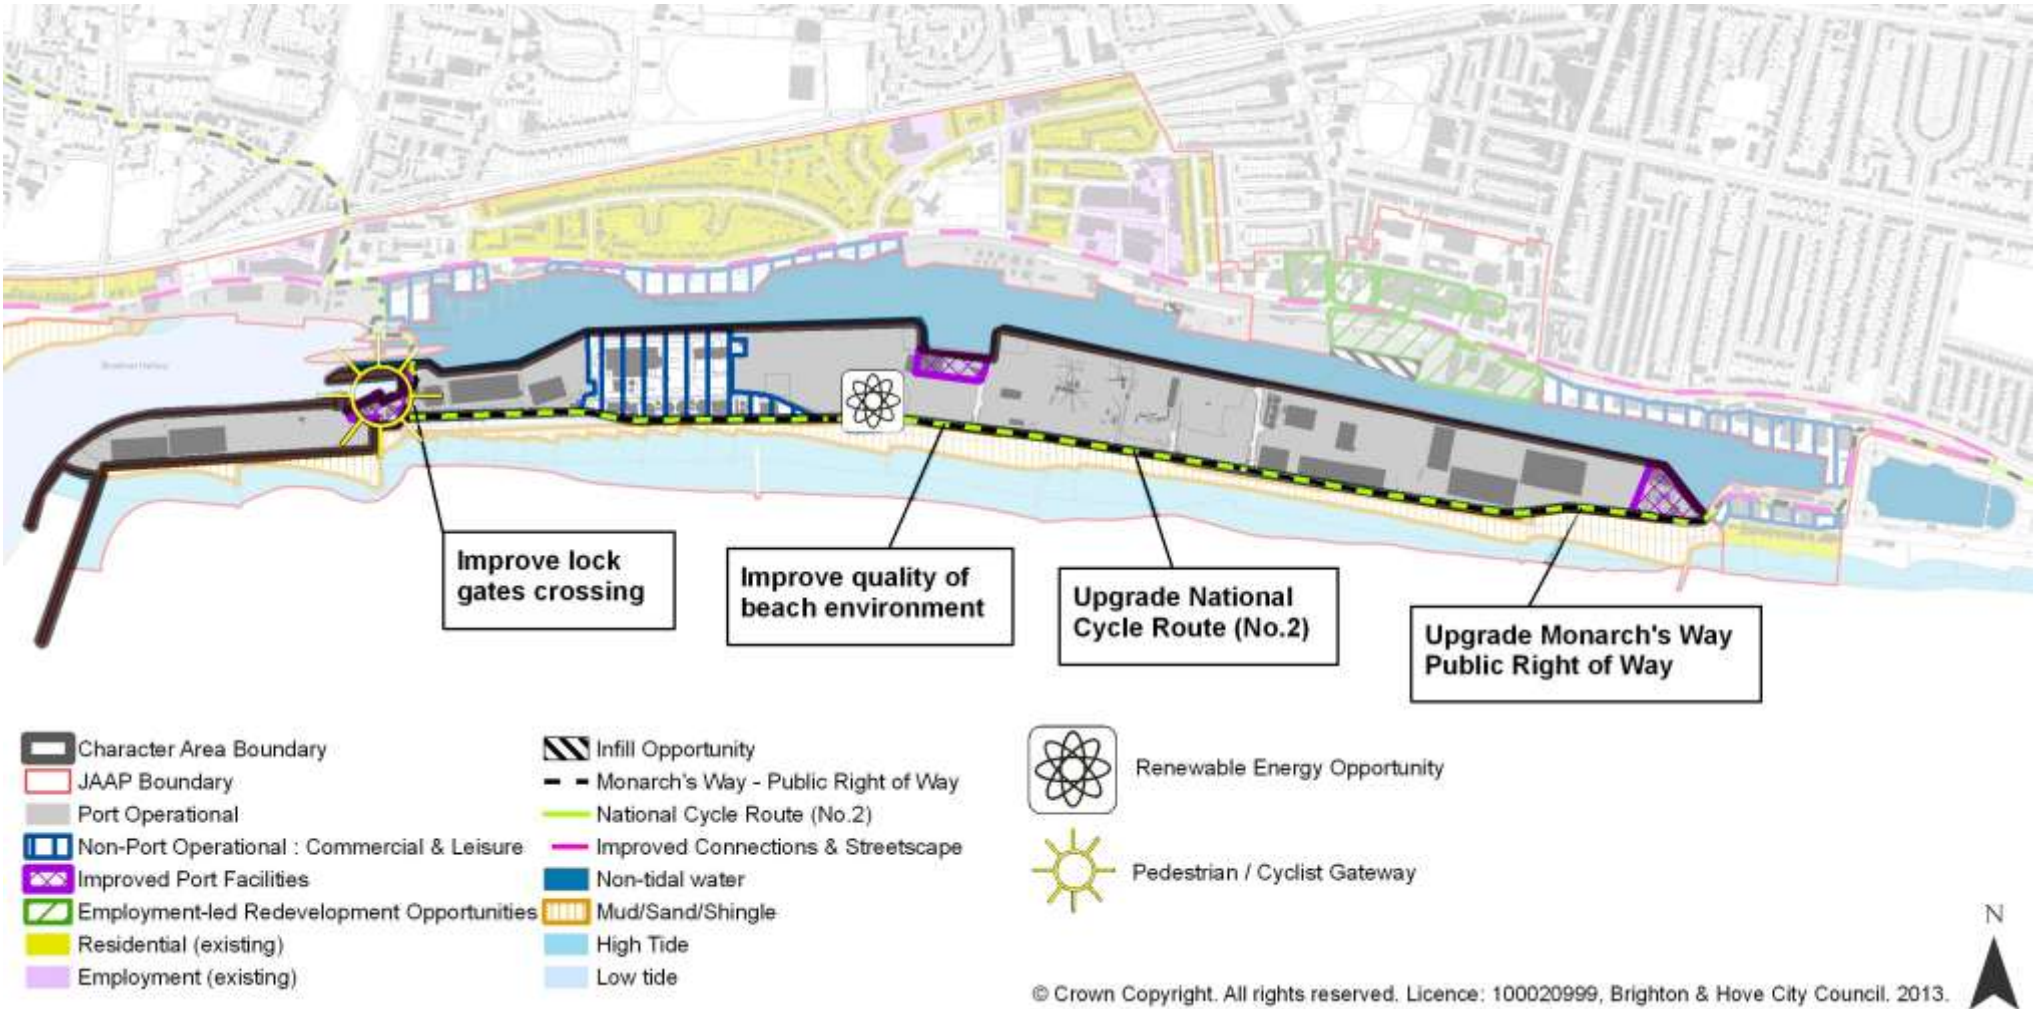 Improve lock
gates crossing
Improve quality of
beach environment
Upgrade National
Cycle Route (No.2)
Upgrade Monarch's Way
Public Right of Way
Character Area Boundary
JAAP Boundary
Port Operational
Non-Port Operational : Commercial & Leisure
Improved Port Facilities
Employment-led Redevelopment Opportunities
Residential (existing)
Employment (existing)
Infill Opportunity
Monarch's Way - Public Right of Way
National Cycle Route (No.2)
Improved Connections & Streetscape
Non-tidal water
Mud/Sand/Shingle
High Tide
Low tide
Renewable Energy Opportunity
Pedestrian / Cyclist Gateway
N
© Crown Copyright. All rights reserved. Licence: 100020999, Brighton & Hove City Council. 2013.